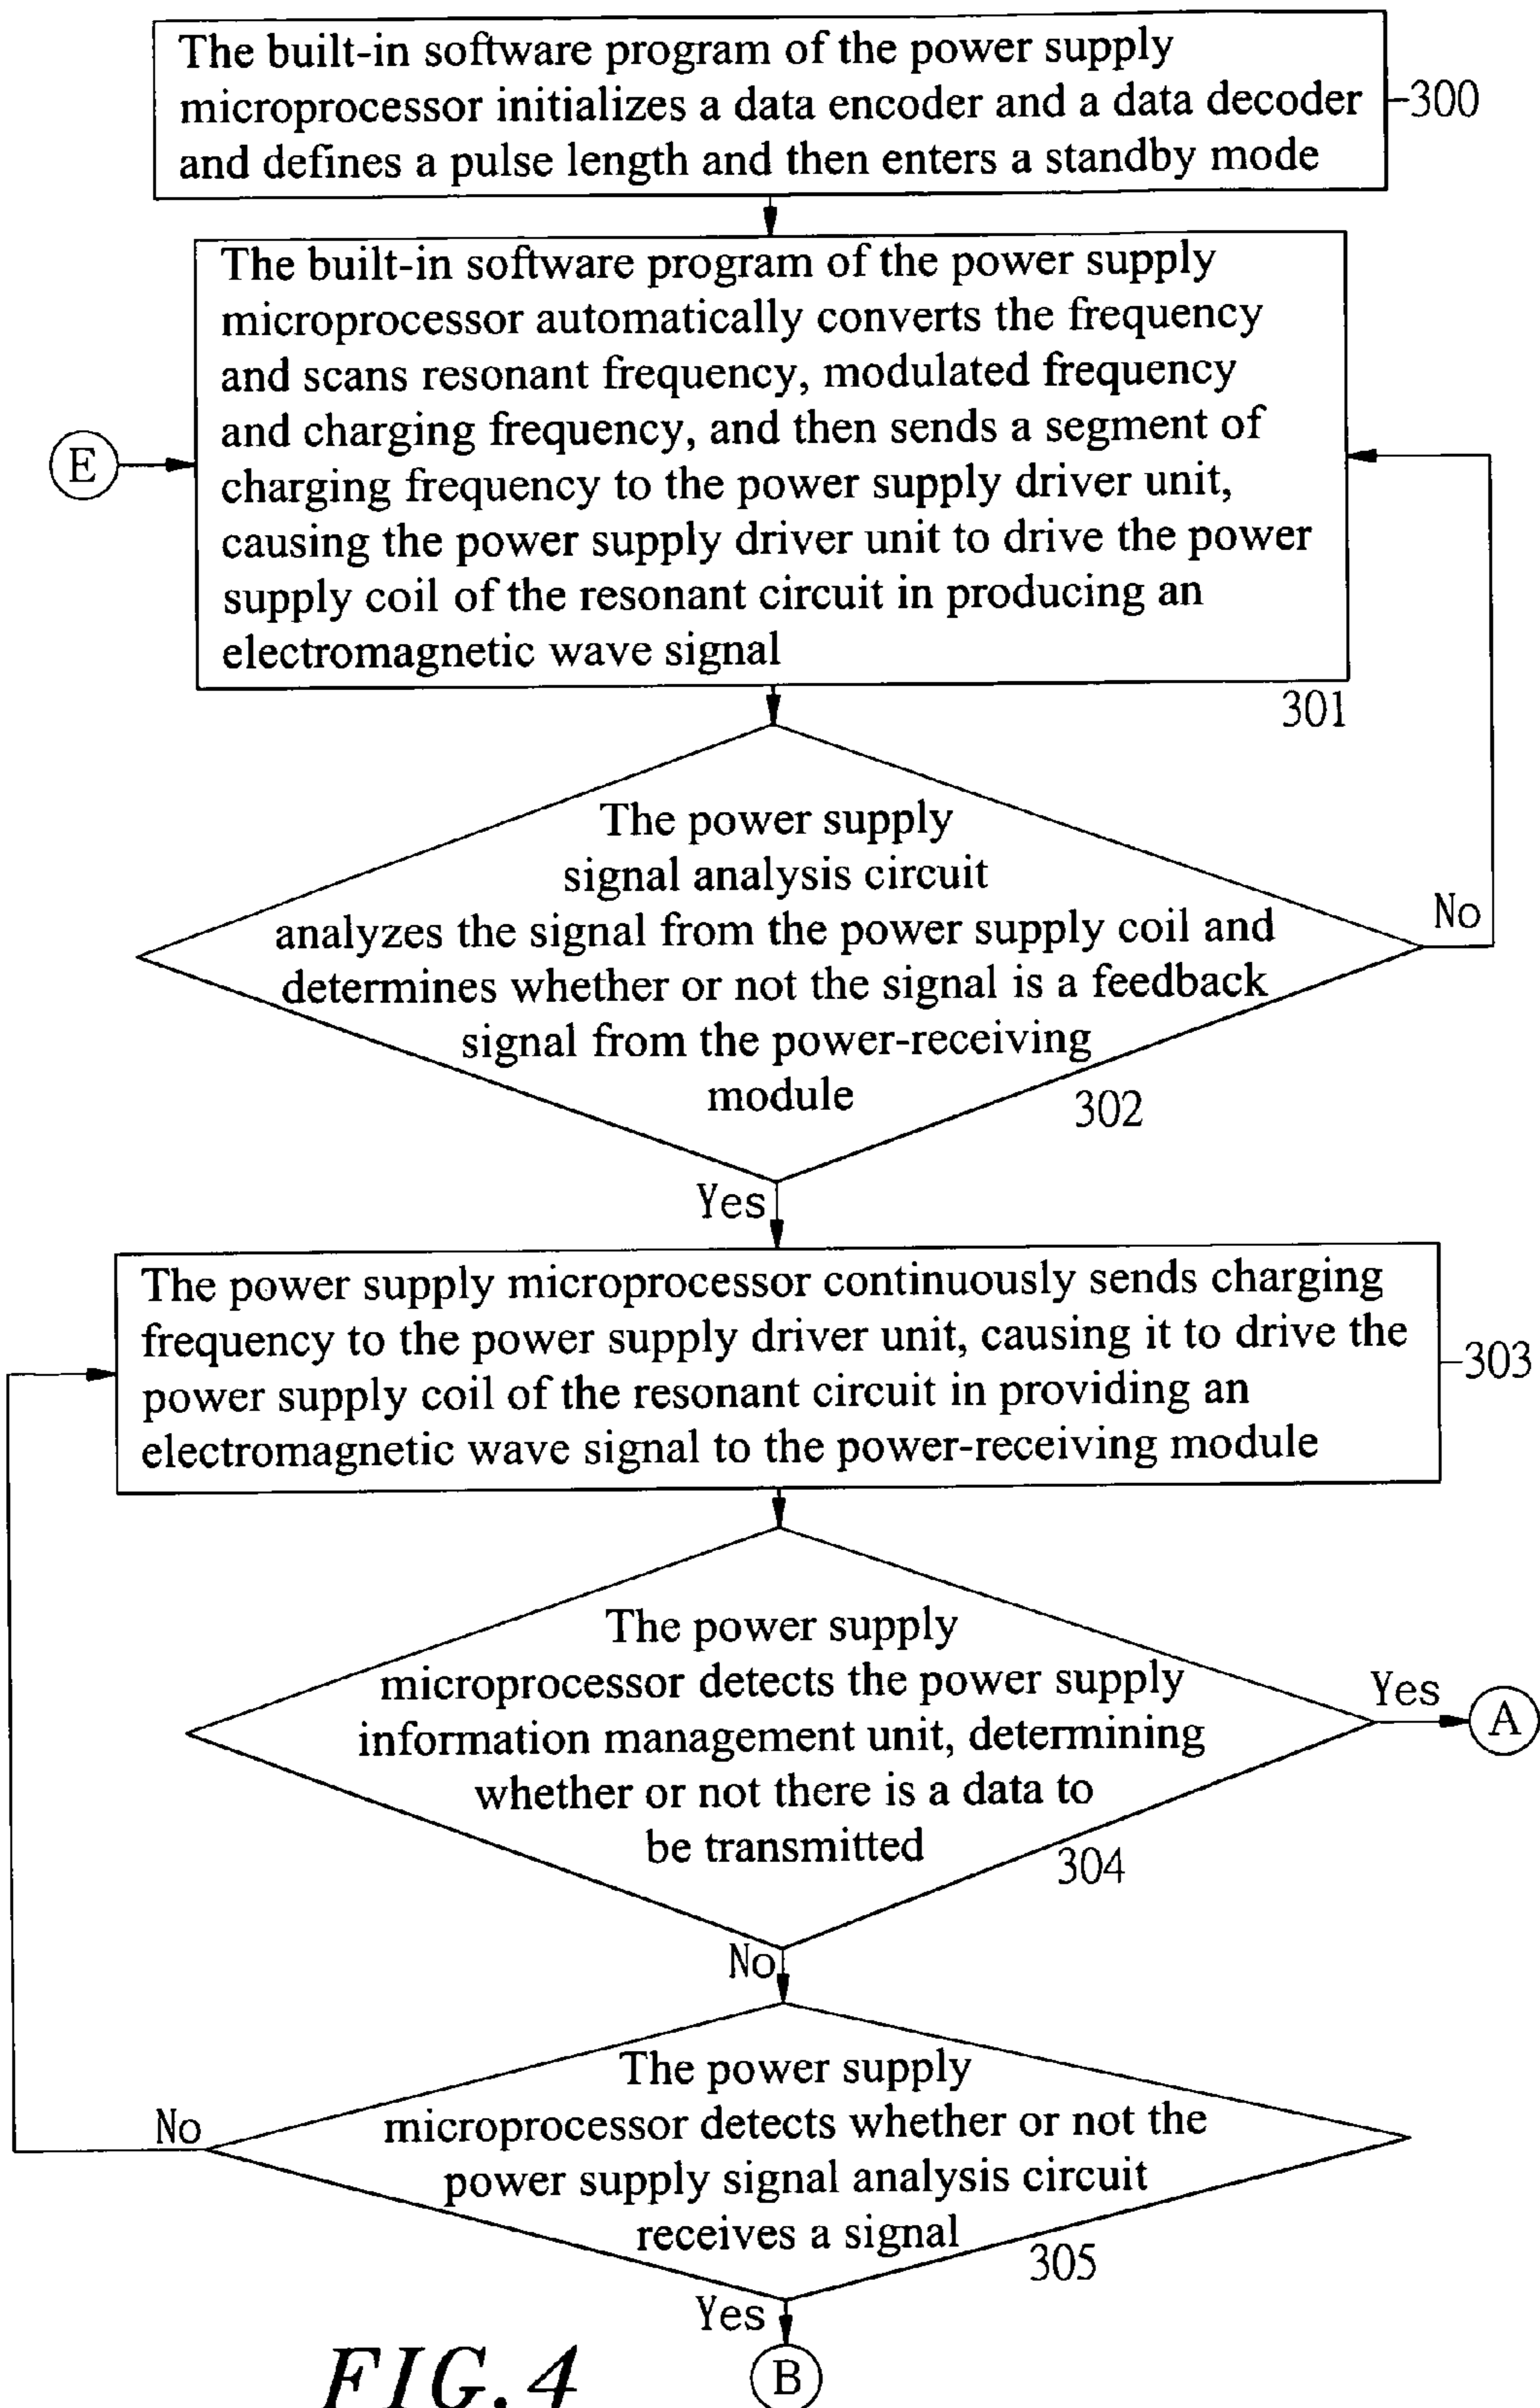 The built-in software program of the power supply
microprocessor initializes a data encoder and a data decoder
and defines a pulse length and then enters a standby mode
300
The built-in software program of the power supply
microprocessor automatically converts the frequency
and scans resonant frequency, modulated frequency
and charging frequency, and then sends a segment of
charging frequency to the power supply driver unit,
causing the power supply driver unit to drive the power
supply coil of the resonant circuit in producing an
electromagnetic wave signal
E
301
The power supply
signal analysis circuit
analyzes the signal from the power supply coil and
determines whether or not the signal is a feedback
signal from the power-receiving
module
No
302
Yes
The power supply microprocessor continuously sends charging
frequency to the power supply driver unit, causing it to drive the
power supply coil of the resonant circuit in providing an
electromagnetic wave signal to the power-receiving module
303
The power supply
microprocessor detects the power supply
information management unit, determining
whether or not there is a data to
be transmitted
Yes
A
304
No
The power supply
microprocessor detects whether or not the
power supply signal analysis circuit
receives a signal
No
305
Yes
B
FIG.4